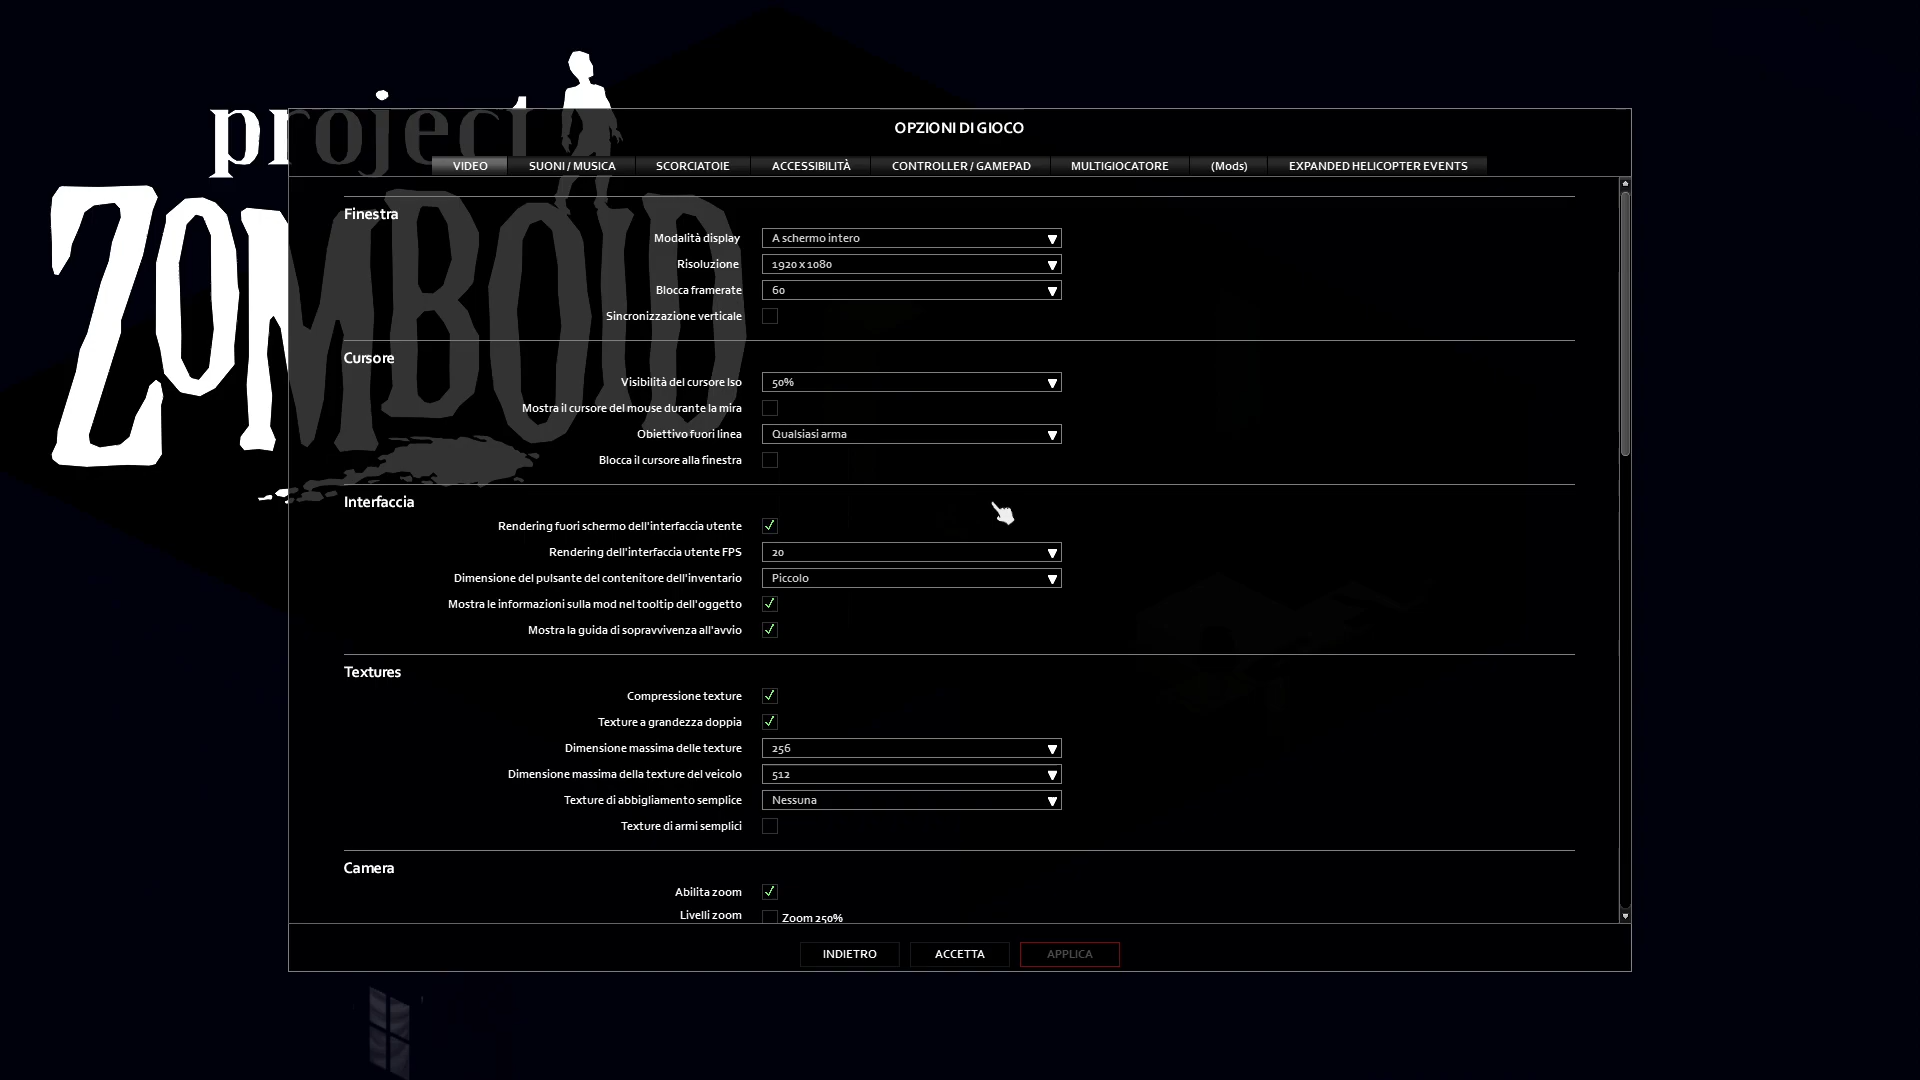 project
ZOMBOID
OPZIONI DI GIOCO
VIDEO SUONI / MUSICA SCORCIATOIE ACCESSIBILITÀ CONTROLLER / GAMEPAD MULTIGIOCATORE (Mods) EXPANDED HELICOPTER EVENTS
Finestra
Modalità display A schermo intero
Risoluzione 1920 x 1080
Blocca framerate 60
Sincronizzazione verticale
Cursore
Visibilità del cursore Iso 50%
Mostra il cursore del mouse durante la mira
Obiettivo fuori linea Qualsiasi arma
Blocca il cursore alla finestra
Interfaccia
Rendering fuori schermo dell'interfaccia utente
Rendering dell'interfaccia utente FPS 20
Dimensione del pulsante del contenitore dell'inventario Piccolo
Mostra le informazioni sulla mod nel tooltip dell'oggetto
Mostra la guida di sopravvivenza all'avvio
Textures
Compressione texture
Texture a grandezza doppia
Dimensione massima delle texture 256
Dimensione massima della texture del veicolo 512
Texture di abbigliamento semplice Nessuna
Texture di armi semplici
Camera
Abilita zoom
Livelli zoom Zoom 250%
INDIETRO ACCETTA APPLICA